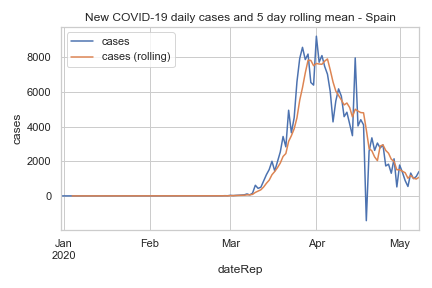 New COVID-19 daily cases and 5 day rolling mean - Spain
cases
cases (rolling)
8000
6000
4000
2000
0
cases
Jan
2020
Feb
Mar
Apr
May
dateRep